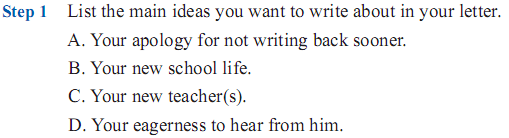 Step 1 List the main ideas you want to write about in your letter.
A. Your apology for not writing back sooner.
B. Your new school life.
C. Your new teacher(s).
D. Your eagerness to hear from him.